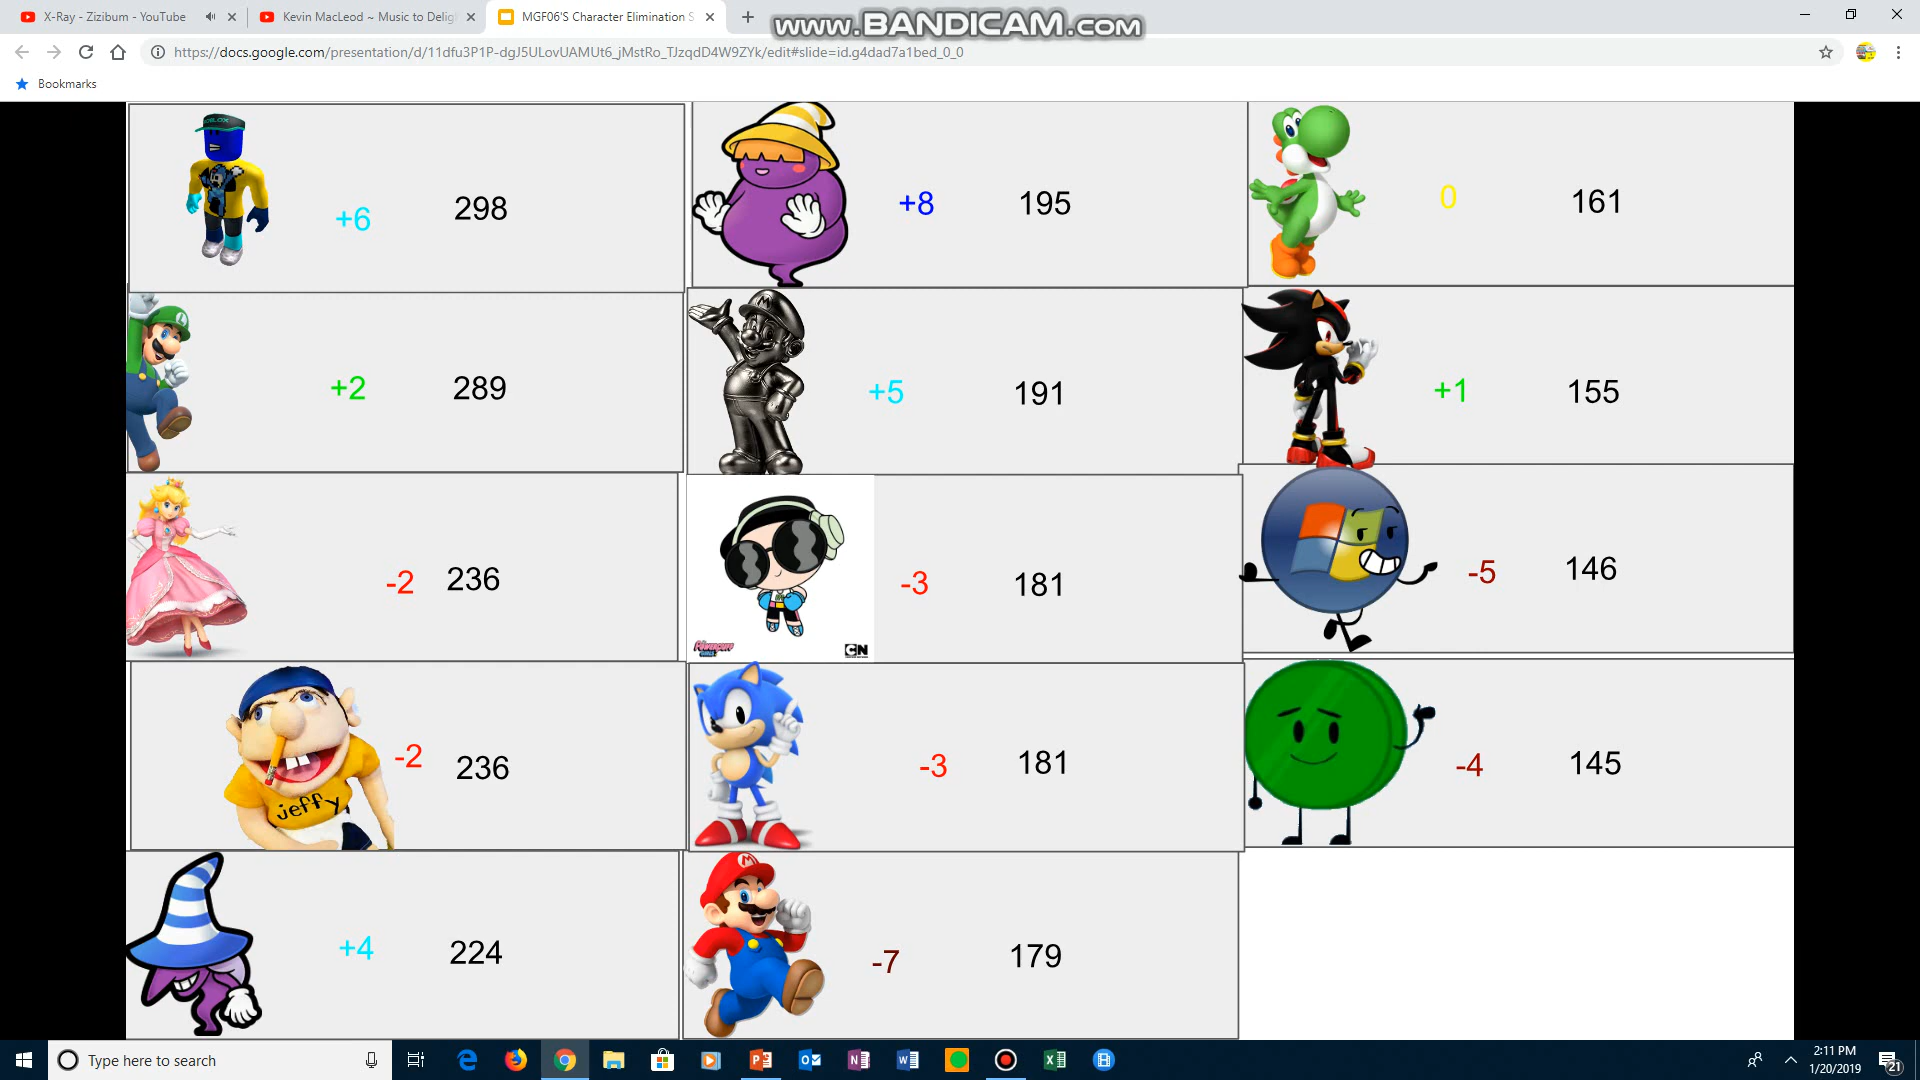 X-Ray - Zizibum - YouTube
Kevin MacLeod ~ Music to Delig
MGF06'S Character Elimination S
www.BANDICAM.com
https://docs.google.com/presentation/d/11dfu3P1P-dgJ5ULovUAMUt6_jMstRo_TJzqdD4W9ZYk/edit#slide=id.g4dad7a1bed_0_0
Bookmarks
ROBLOX
+6 298
+8 195
0 161
L
+2 289
M
+5 191
+1 155
-2 236
-3 181
CN
-5 146
jeffy
-2 236
-3 181
-4 145
+4 224
M
-7 179
Type here to search
2:11 PM
1/20/2019
21